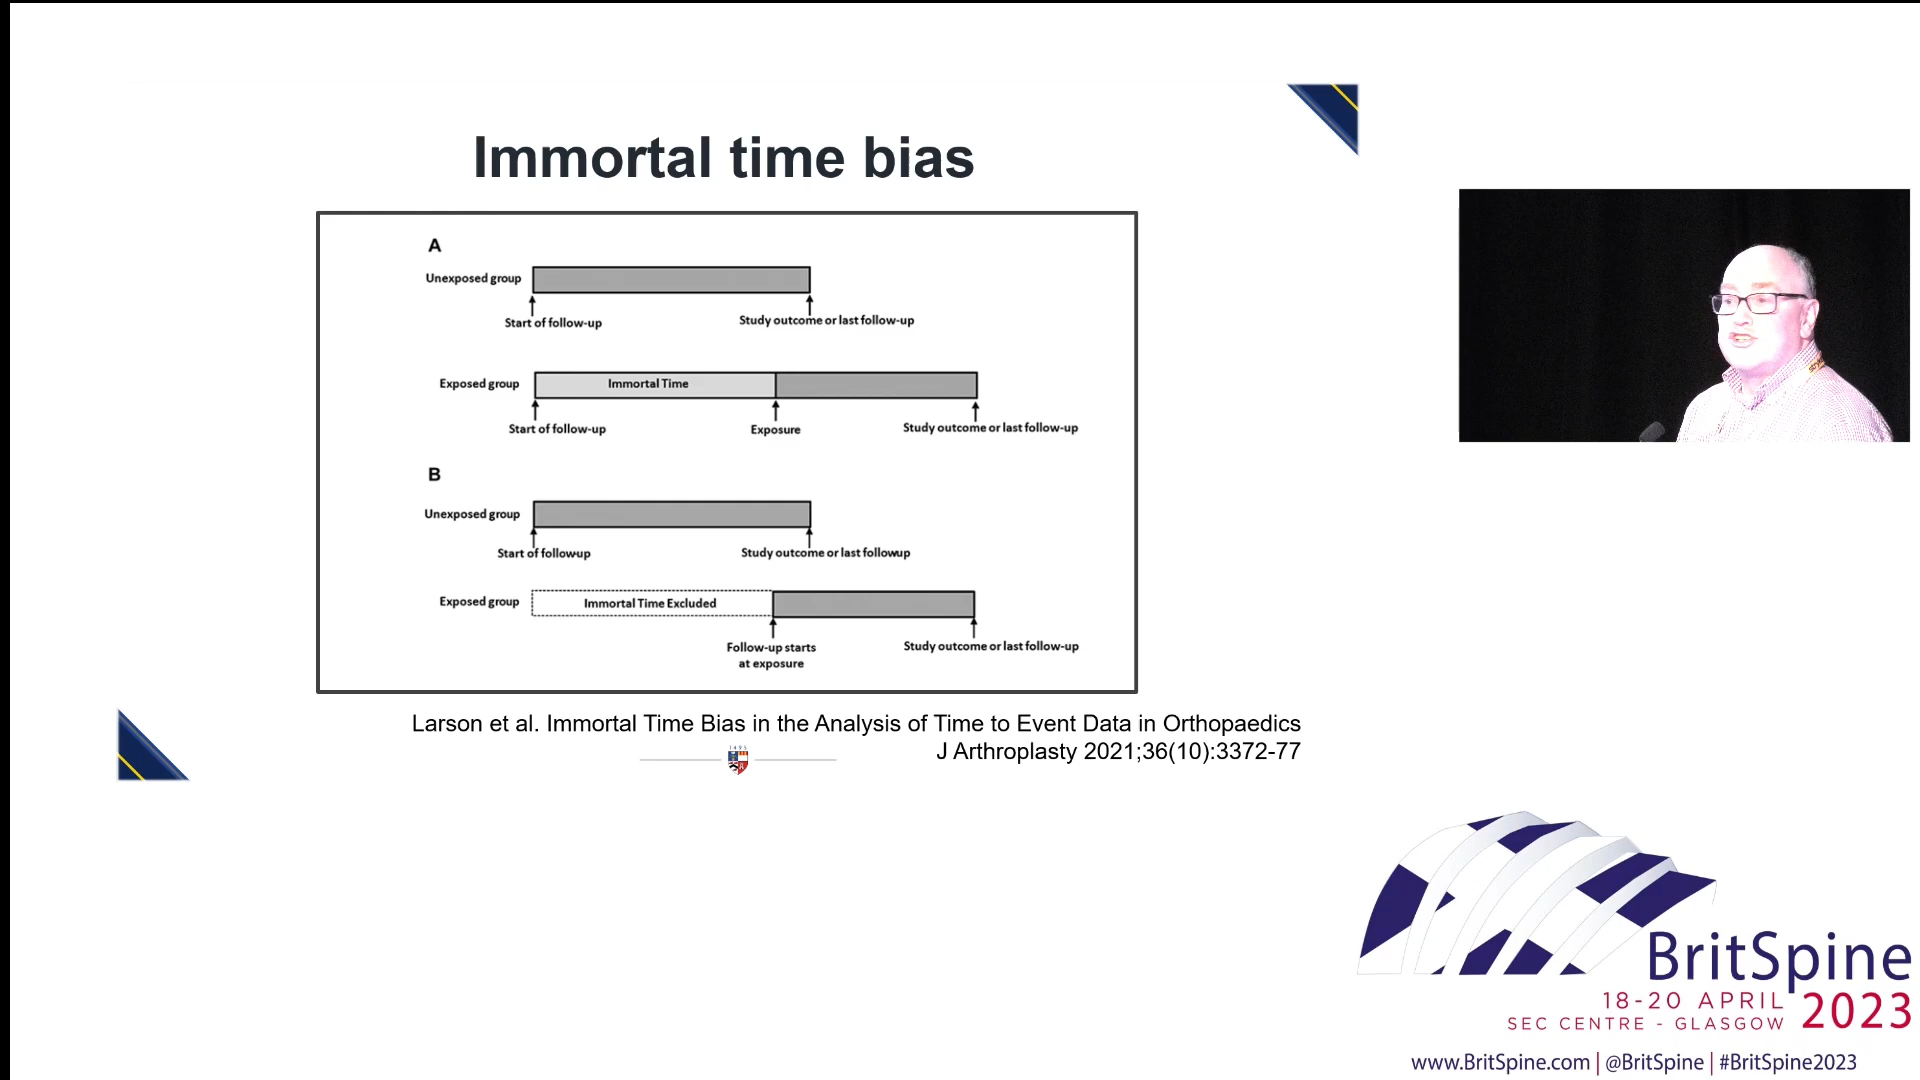 Immortal time bias
A
Unexposed group
Start of follow-up
Study outcome or last follow-up
Exposed group
Immortal Time
Start of follow-up
Exposure
Study outcome or last follow-up
B
Unexposed group
Start of followup
Study outcome or last followup
Exposed group
Immortal Time Excluded
Follow-up starts
at exposure
Study outcome or last follow-up
Larson et al. Immortal Time Bias in the Analysis of Time to Event Data in Orthopaedics
J Arthroplasty 2021;36(10):3372-77
1495
BritSpine
18-20 APRIL 2023
SEC CENTRE - GLASGOW
www.BritSpine.com | @BritSpine | #BritSpine2023